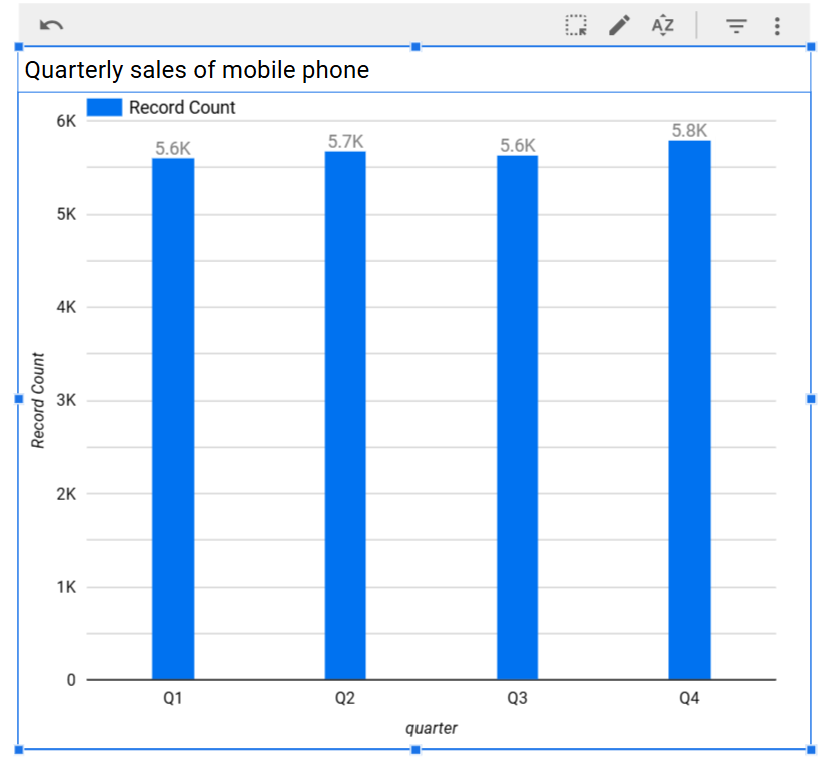 AZ
Quarterly sales of mobile phone
Record Count
6K
5.6K
5.7K
5.6K
5.8K
5K
4K
3K
2K
1K
0
Record Count
Q1
Q2
Q3
Q4
quarter